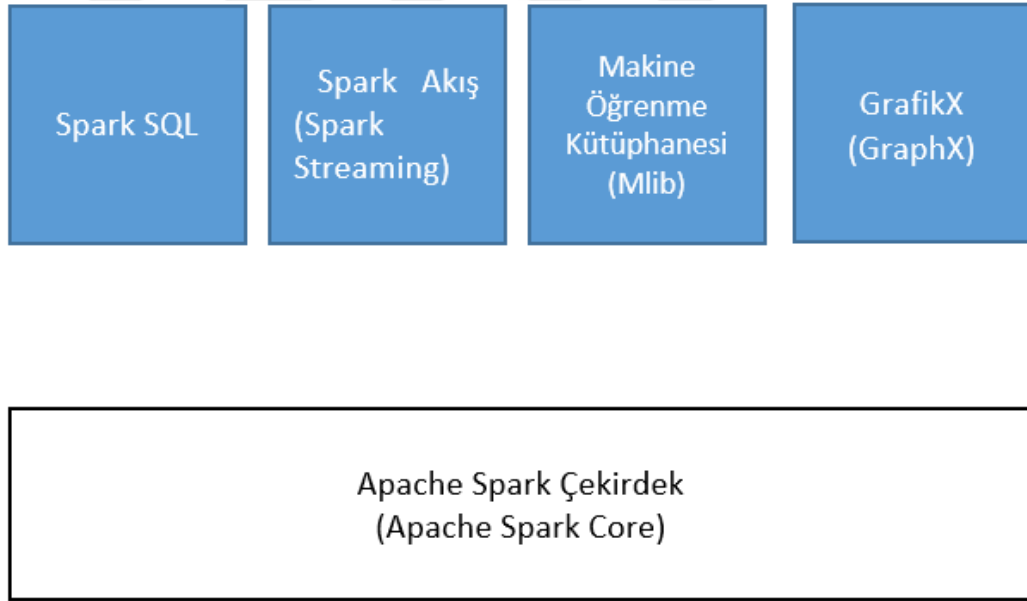 Spark SQL
Spark Akış
(Spark
Streaming)
Makine
Öğrenme
Kütüphanesi
(Mlib)
GrafikX
(GraphX)
Apache Spark Çekirdek
(Apache Spark Core)